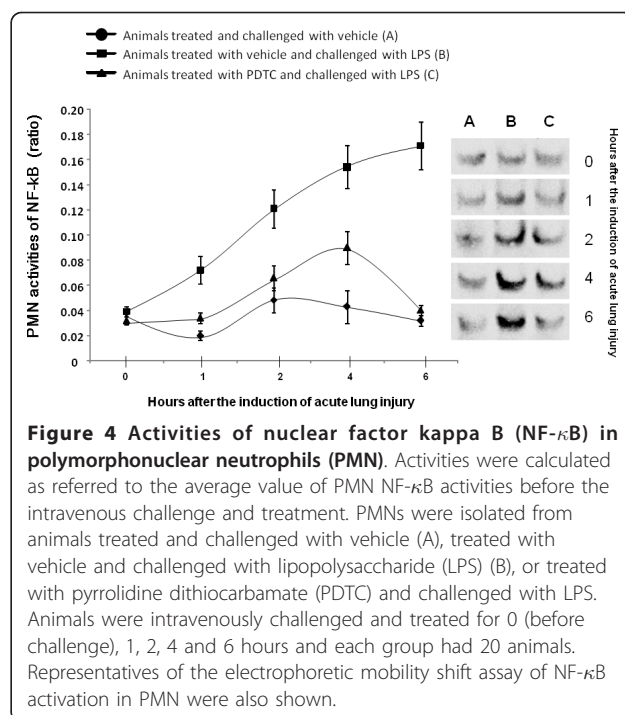 Animals treated and challenged with vehicle (A)
Animals treated with vehicle and challenged with LPS (B)
Animals treated with PDTC and challenged with LPS (C)
0.20
0.18
0.16
0.14
0.12
0.10
0.08
0.06
0.04
0.02
0
PMN activities of NF-kB (ratio)
0 1 2 4 6
Hours after the induction of acute lung injury
A B C
0
1
2
4
6
Hours after the induction of acute lung injury
Figure 4 Activities of nuclear factor kappa B (NF-κB) in
polymorphonuclear neutrophils (PMN). Activities were calculated
as referred to the average value of PMN NF-κB activities before the
intravenous challenge and treatment. PMNs were isolated from
animals treated and challenged with vehicle (A), treated with
vehicle and challenged with lipopolysaccharide (LPS) (B), or treated
with pyrrolidine dithiocarbamate (PDTC) and challenged with LPS.
Animals were intravenously challenged and treated for 0 (before
challenge), 1, 2, 4 and 6 hours and each group had 20 animals.
Representatives of the electrophoretic mobility shift assay of NF-κB
activation in PMN were also shown.